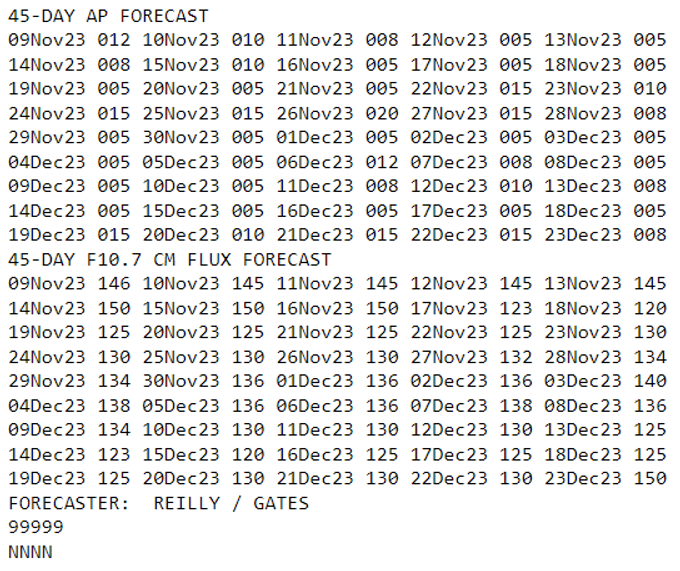 45-DAY AP FORECAST
09Nov23 012 10Nov23 010 11Nov23 008 12Nov23 005 13Nov23 005
14Nov23 008 15Nov23 010 16Nov23 005 17Nov23 005 18Nov23 005
19Nov23 005 20Nov23 005 21Nov23 005 22Nov23 015 23Nov23 010
24Nov23 015 25Nov23 015 26Nov23 020 27Nov23 015 28Nov23 008
29Nov23 005 30Nov23 005 01Dec23 005 02Dec23 005 03Dec23 005
04Dec23 005 05Dec23 005 06Dec23 012 07Dec23 008 08Dec23 005
09Dec23 005 10Dec23 005 11Dec23 008 12Dec23 010 13Dec23 008
14Dec23 005 15Dec23 005 16Dec23 005 17Dec23 005 18Dec23 005
19Dec23 015 20Dec23 010 21Dec23 015 22Dec23 015 23Dec23 008
45-DAY F10.7 CM FLUX FORECAST
09Nov23 146 10Nov23 145 11Nov23 145 12Nov23 145 13Nov23 145
14Nov23 150 15Nov23 150 16Nov23 150 17Nov23 123 18Nov23 120
19Nov23 125 20Nov23 125 21Nov23 125 22Nov23 125 23Nov23 130
24Nov23 130 25Nov23 130 26Nov23 130 27Nov23 132 28Nov23 134
29Nov23 134 30Nov23 136 01Dec23 136 02Dec23 136 03Dec23 140
04Dec23 138 05Dec23 136 06Dec23 136 07Dec23 138 08Dec23 136
09Dec23 134 10Dec23 130 11Dec23 130 12Dec23 130 13Dec23 125
14Dec23 123 15Dec23 120 16Dec23 125 17Dec23 125 18Dec23 125
19Dec23 125 20Dec23 130 21Dec23 130 22Dec23 130 23Dec23 150
FORECASTER:  REILLY / GATES
99999
NNNN